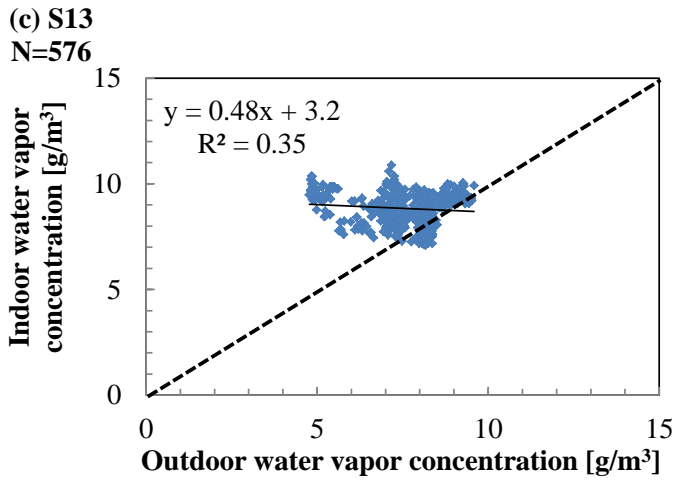 (c) S13
N=576
y = 0.48x + 3.2
R² = 0.35
Indoor water vapor
concentration [g/m³]
15
10
5
0
0 5 10 15
Outdoor water vapor concentration [g/m³]